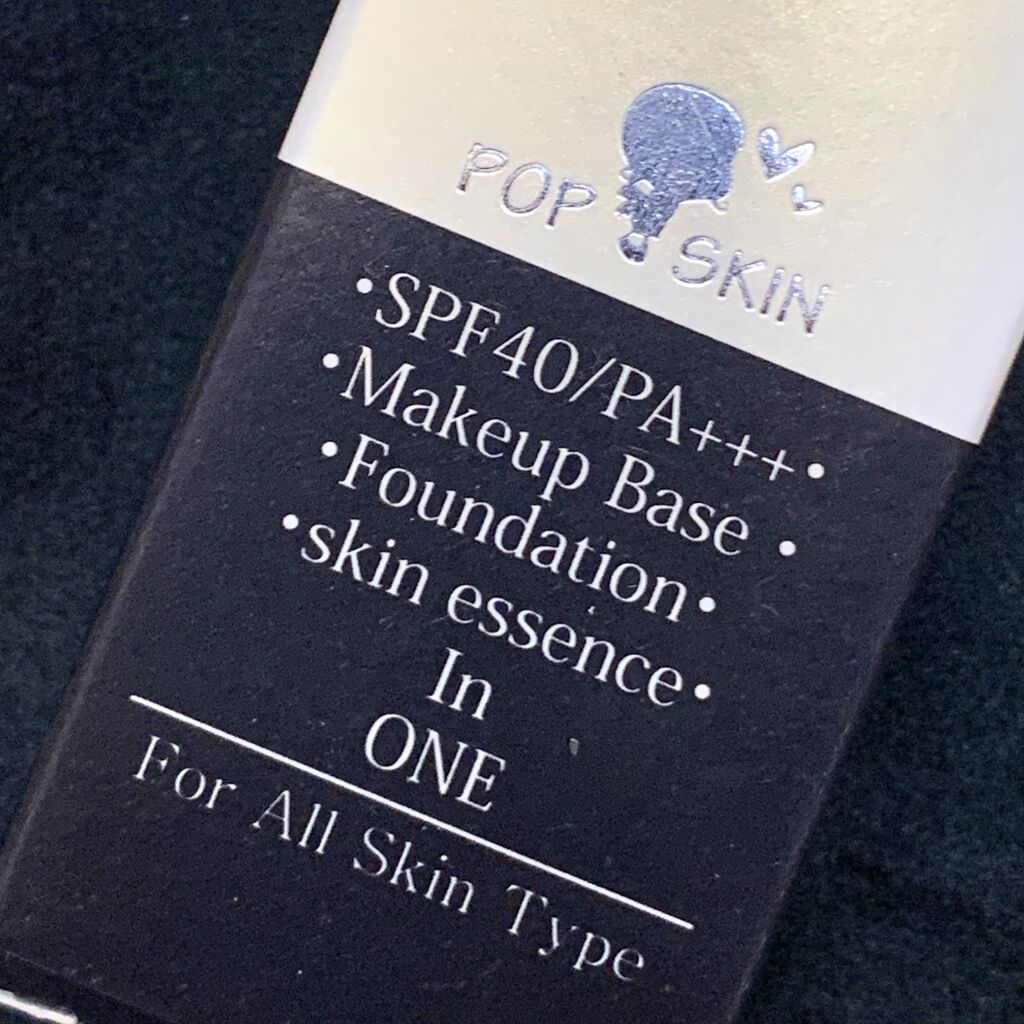 POP SKIN
•SPF40/PA+++•
•Makeup Base •
•Foundation•
•skin essence•
In
ONE
For All Skin Type